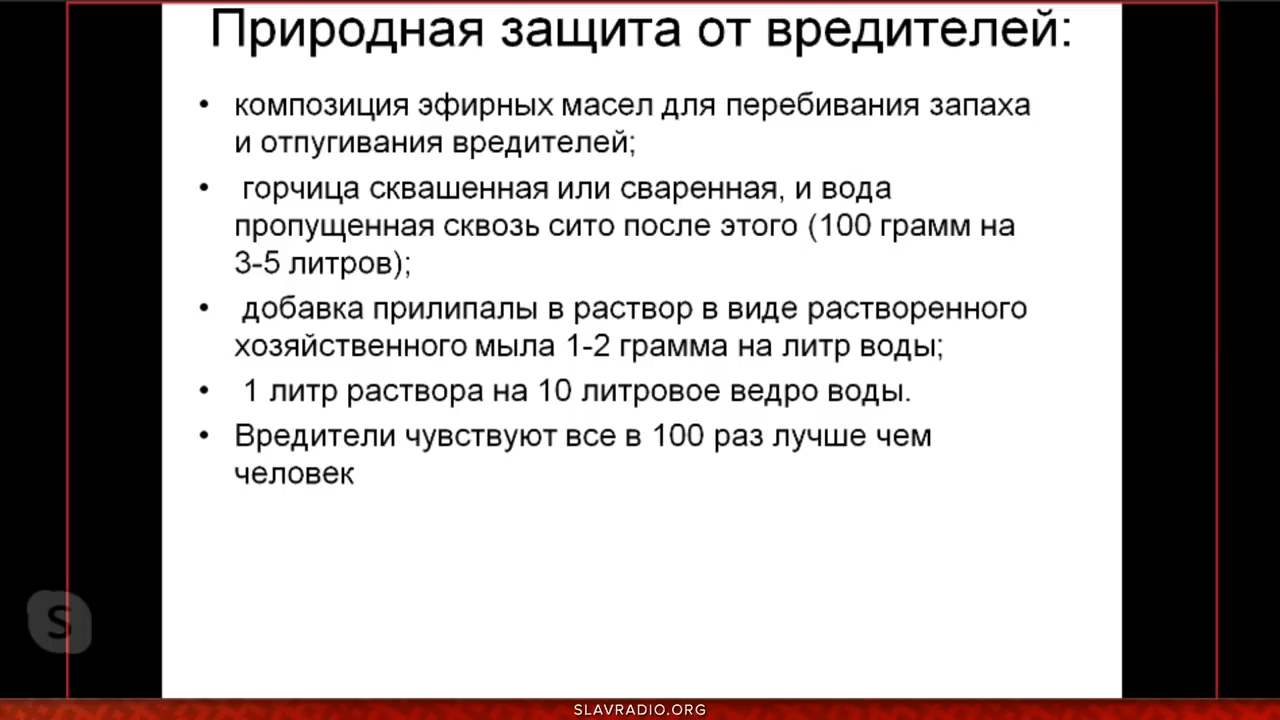 Природная защита от вредителей:
• композиция эфирных масел для перебивания запаха
и отпугивания вредителей;
• горчица сквашенная или сваренная, и вода
пропущенная сквозь сито после этого (100 грамм на
3-5 литров);
• добавка прилипалы в раствор в виде растворенного
хозяйственного мыла 1-2 грамма на литр воды;
• 1 литр раствора на 10 литровое ведро воды.
• Вредители чувствуют все в 100 раз лучше чем
человек
S
SLAVRADIO.ORG